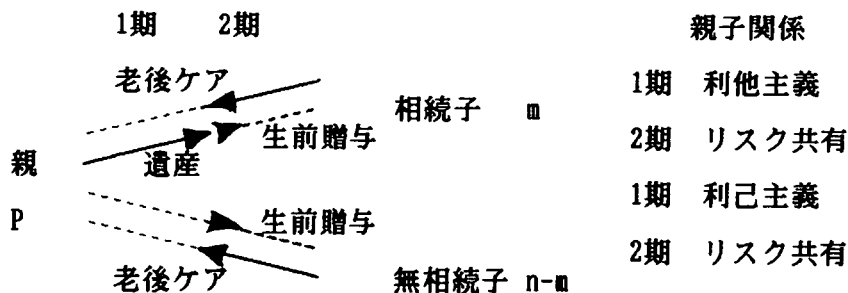 1期 2期 親子関係
老後ケア 1期 利他主義
相続子 m
生前贈与 2期 リスク共有
親 遺産
1期 利己主義
P 生前贈与
2期 リスク共有
老後ケア 無相続子 n-m